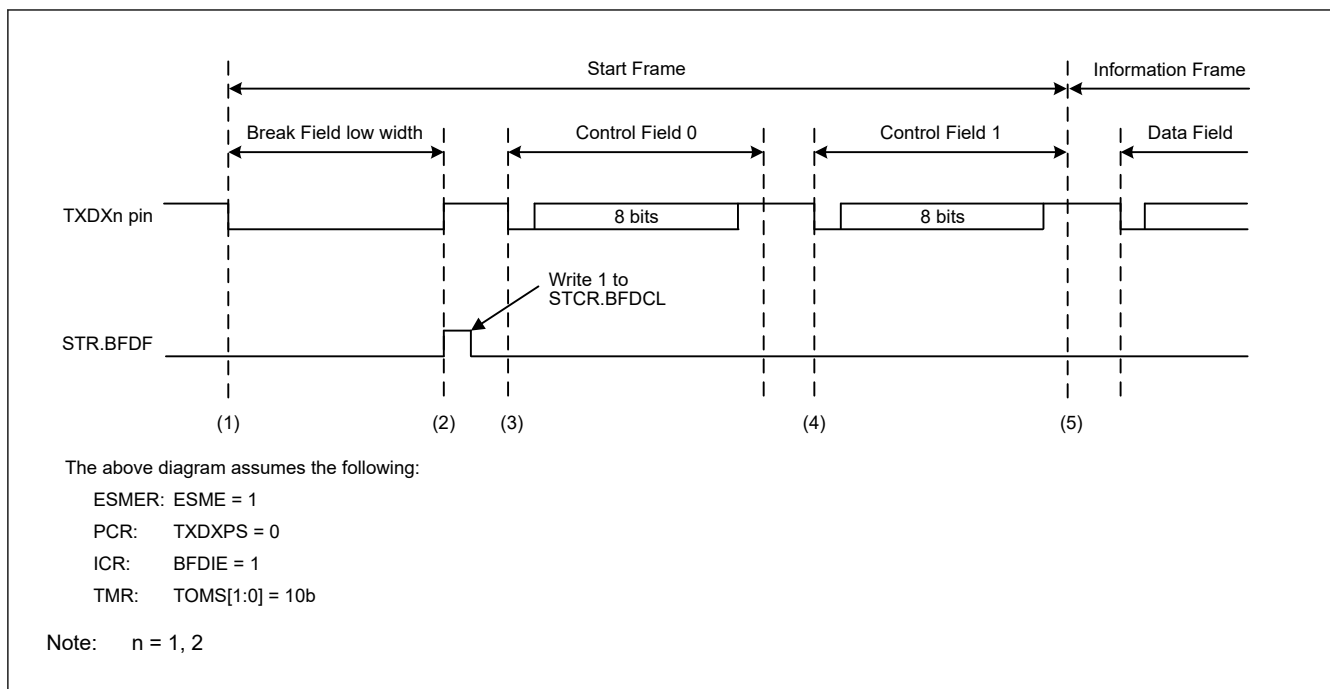 Start Frame
Information Frame
Break Field low width
Control Field 0
Control Field 1
Data Field
TXDXn pin
8 bits
8 bits
Write 1 to
STCR.BFDCL
STR.BFDF
(1)
(2)
(3)
(4)
(5)
The above diagram assumes the following:
ESMER: ESME = 1
PCR: TXDXPS = 0
ICR: BFDIE = 1
TMR: TOMS[1:0] = 10b
Note: n = 1, 2